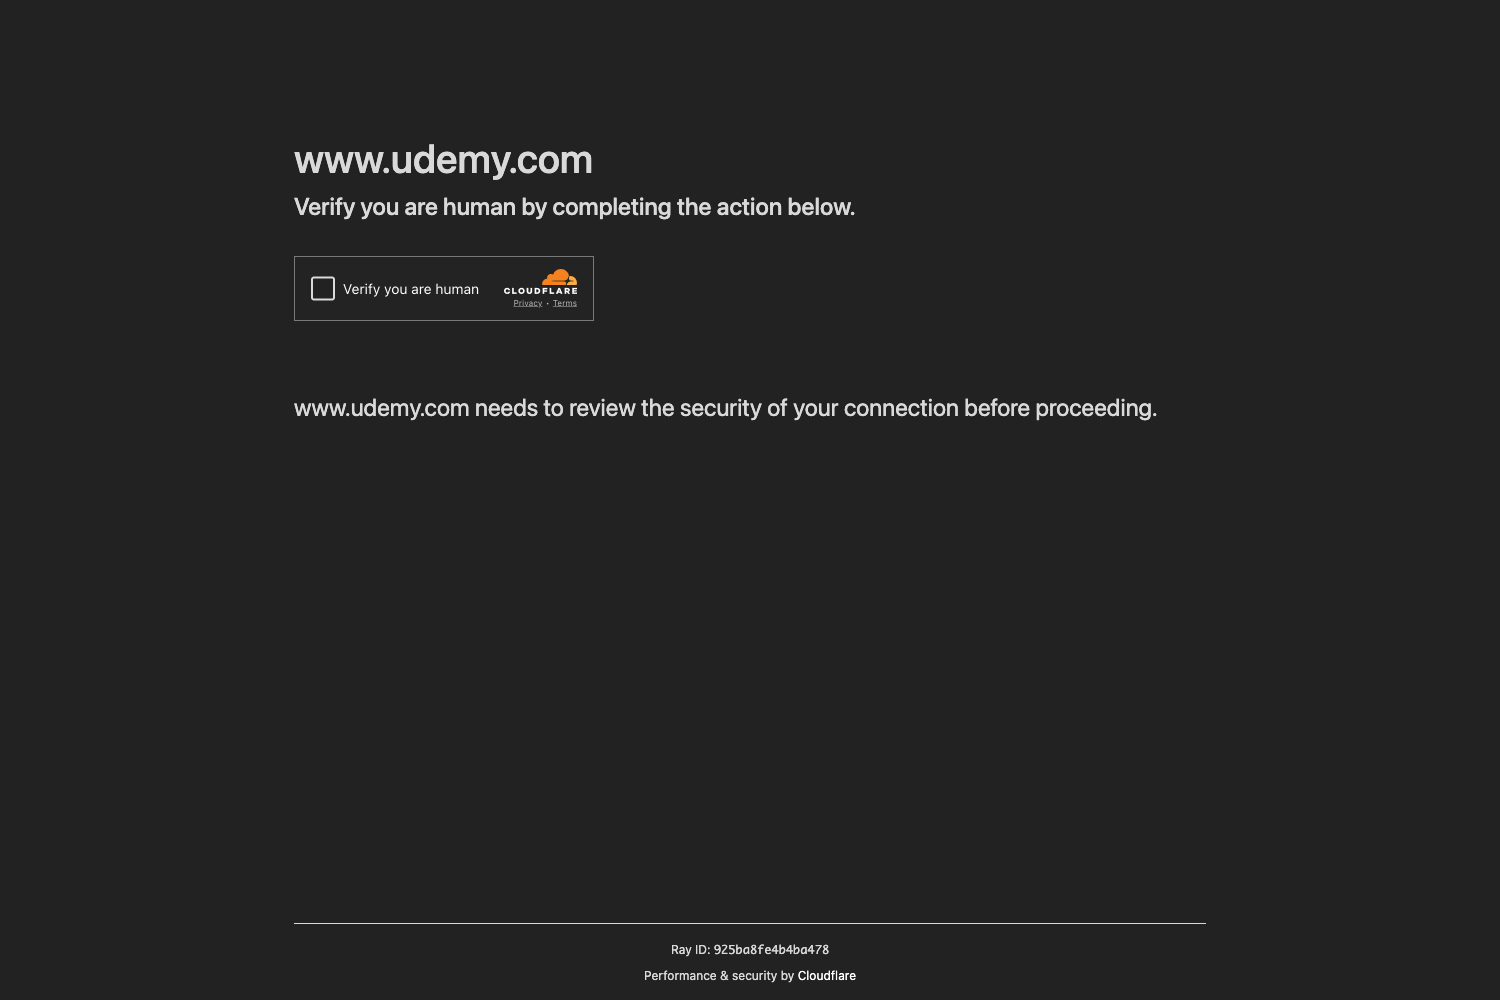 www.udemy.com
Verify you are human by completing the action below.
Verify you are human
CLOUDFLARE
Privacy • Terms
www.udemy.com needs to review the security of your connection before proceeding.
Ray ID: 925ba8fe4b4ba478
Performance & security by Cloudflare